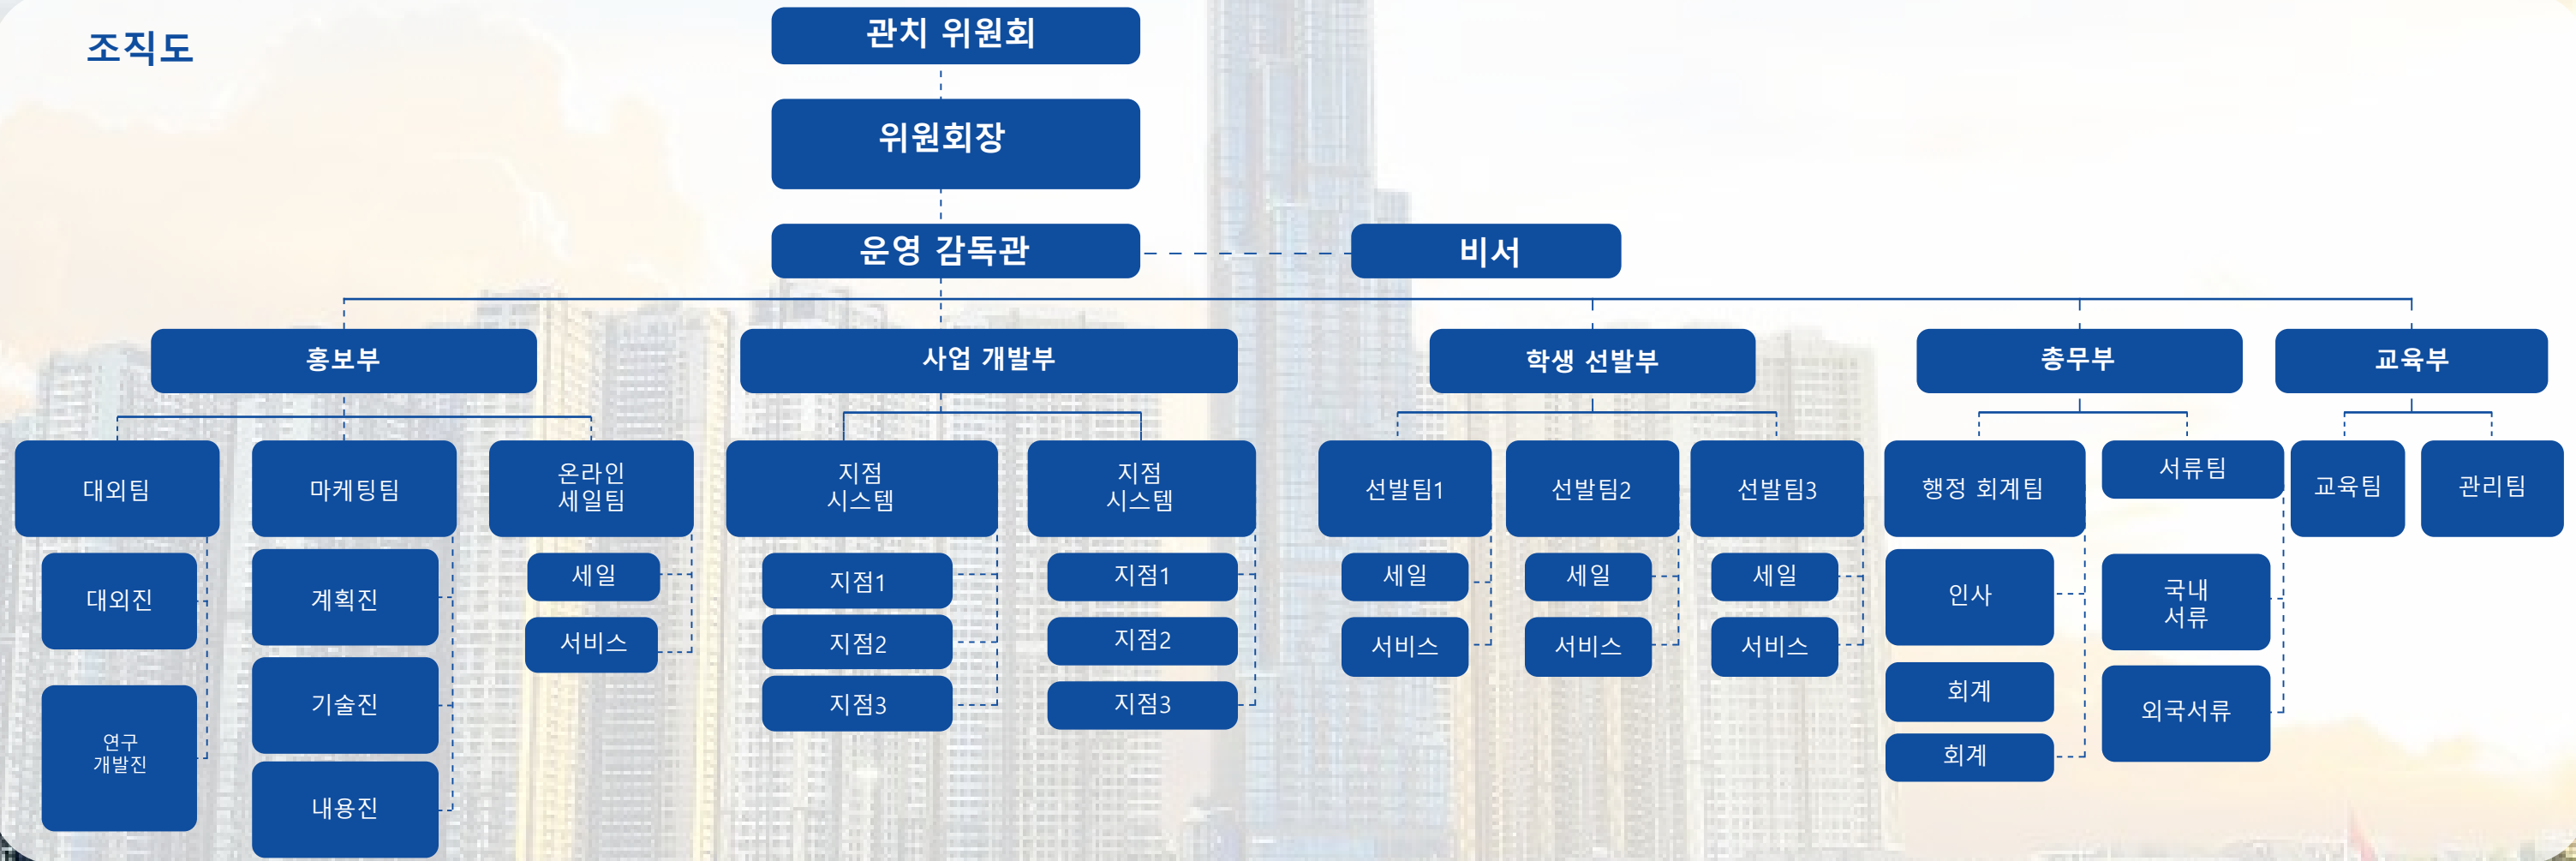 조직도
관치 위원회
위원회장
운영 감독관
비서
홍보부
사업 개발부
학생 선발부
총무부
교육부
대외팀
마케팅팀
온라인
세일팀
지점
시스템
지점
시스템
선발팀1
선발팀2
선발팀3
행정 회계팀
서류팀
교육팀
관리팀
대외진
연구
개발진
계획진
기술진
내용진
세일
서비스
지점1
지점2
지점3
지점1
지점2
지점3
세일
서비스
세일
서비스
세일
서비스
인사
회계
회계
국내
서류
외국서류